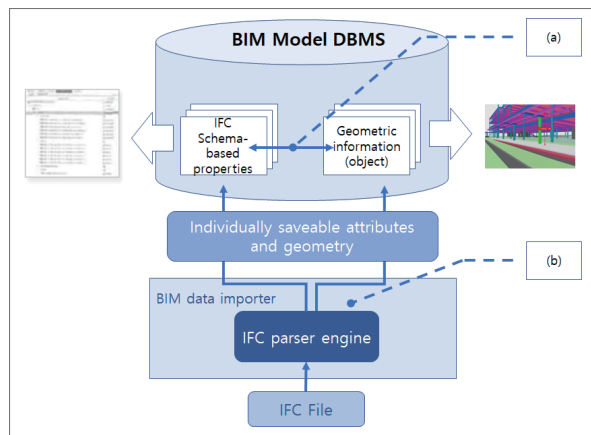 BIM Model DBMS
(a)
IFC
Schema-
based
properties
Geometric
information
(object)
Individually saveable attributes
and geometry
(b)
BIM data importer
IFC parser engine
IFC File